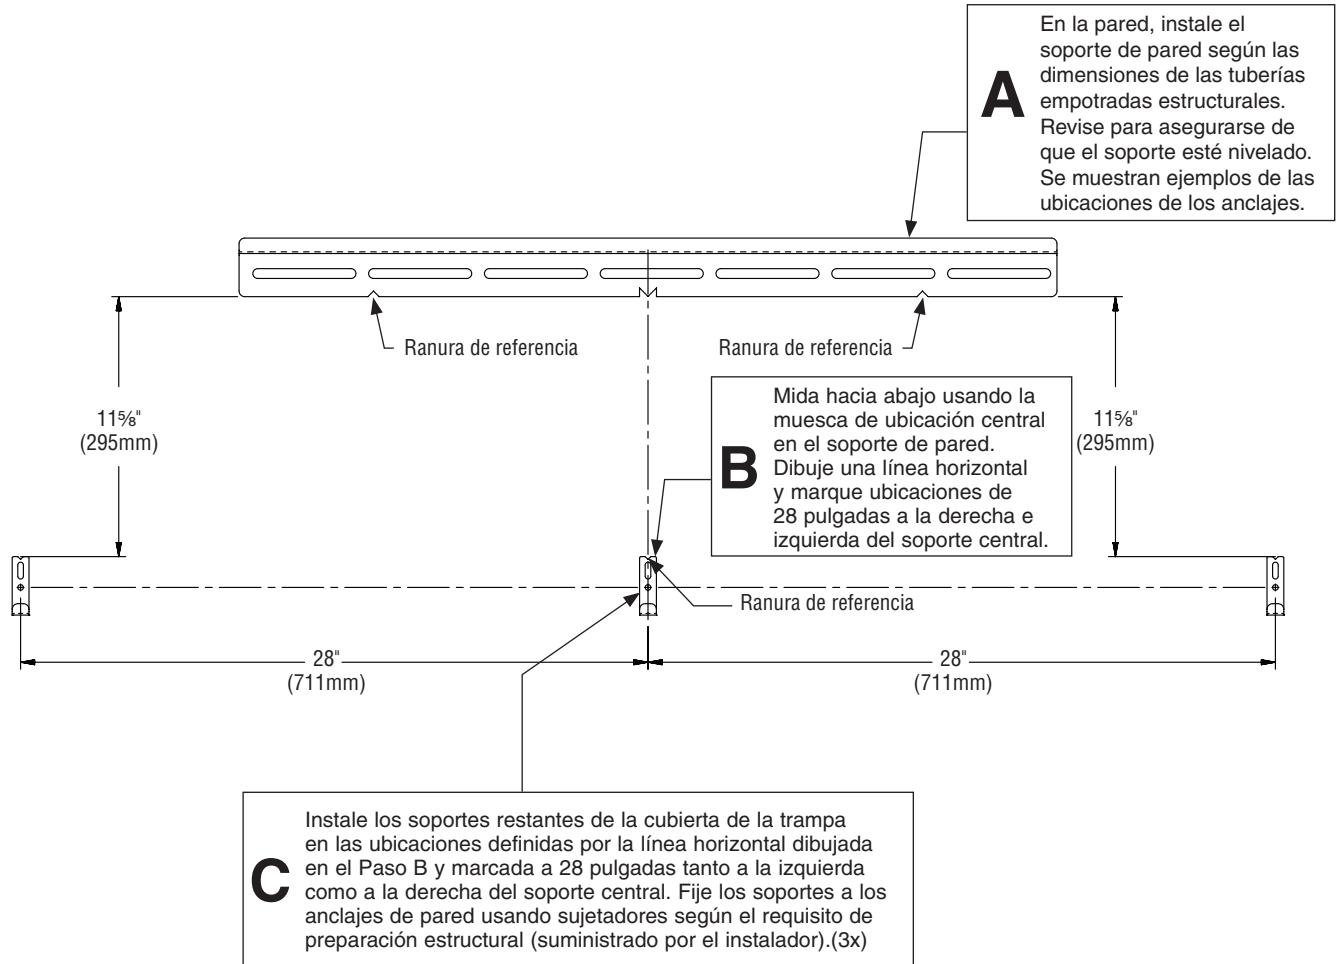 A
En la pared, instale el
soporte de pared según las
dimensiones de las tuberías
empotradas estructurales.
Revise para asegurarse de
que el soporte esté nivelado.
Se muestran ejemplos de las
ubicaciones de los anclajes.
Ranura de referencia
Ranura de referencia
11⅝"
(295mm)
B
Mida hacia abajo usando la
muesca de ubicación central
en el soporte de pared.
Dibuje una línea horizontal
y marque ubicaciones de
28 pulgadas a la derecha e
izquierda del soporte central.
11⅝"
(295mm)
Ranura de referencia
28"
(711mm)
28"
(711mm)
C
Instale los soportes restantes de la cubierta de la trampa
en las ubicaciones definidas por la línea horizontal dibujada
en el Paso B y marcada a 28 pulgadas tanto a la izquierda
como a la derecha del soporte central. Fije los soportes a los
anclajes de pared usando sujetadores según el requisito de
preparación estructural (suministrado por el instalador).(3x)